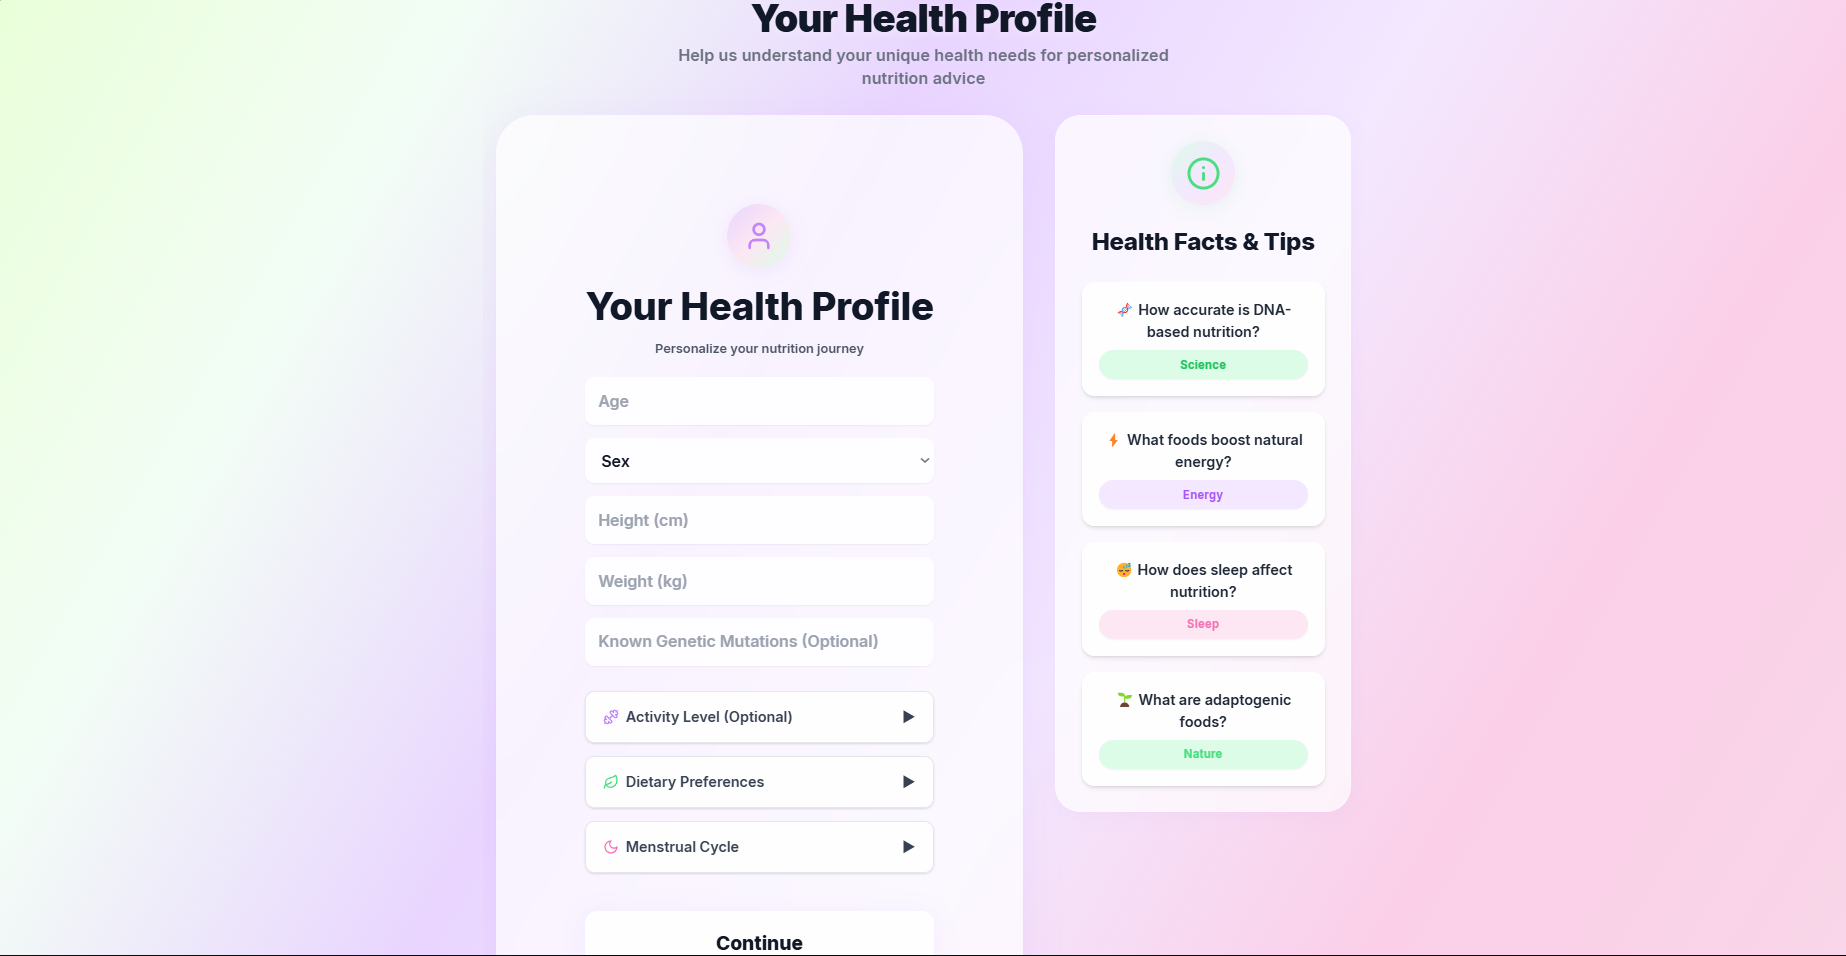 Your Health Profile
Help us understand your unique health needs for personalized
nutrition advice
Your Health Profile
Personalize your nutrition journey
Age
Sex
Height (cm)
Weight (kg)
Known Genetic Mutations (Optional)
Activity Level (Optional)
Dietary Preferences
Menstrual Cycle
Continue
Health Facts & Tips
🧬 How accurate is DNA-
based nutrition?
Science
⚡ What foods boost natural
energy?
Energy
😴 How does sleep affect
nutrition?
Sleep
🌱 What are adaptogenic
foods?
Nature